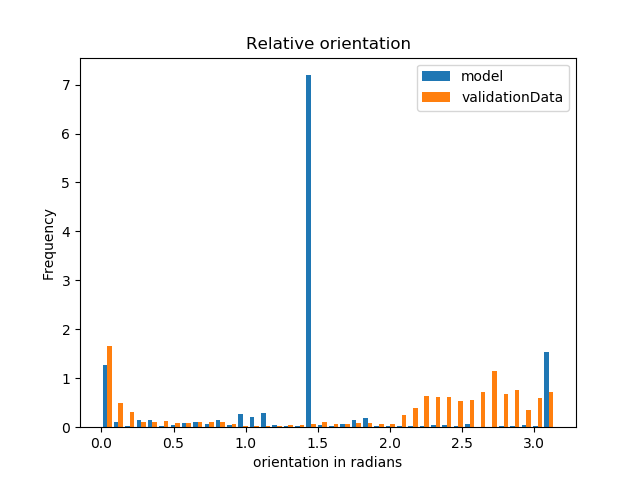 Relative orientation
model
validationData
Frequency
7
6
5
4
3
2
1
0
0.0 0.5 1.0 1.5 2.0 2.5 3.0
orientation in radians